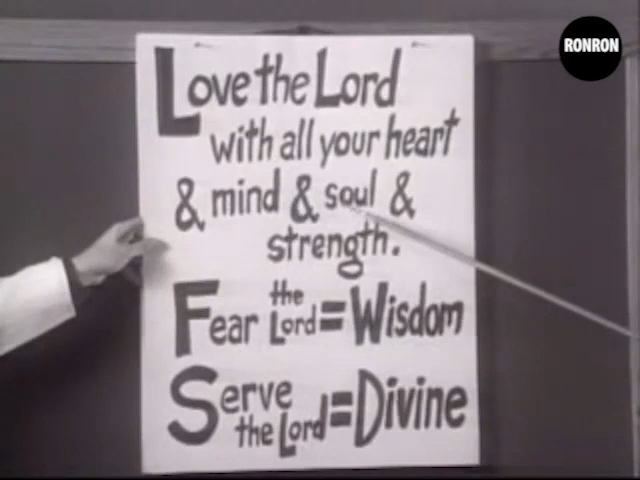 RONRON
Love the Lord
with all your heart
& mind & soul &
strength.
Fear the Lord = Wisdom
Serve the Lord = Divine